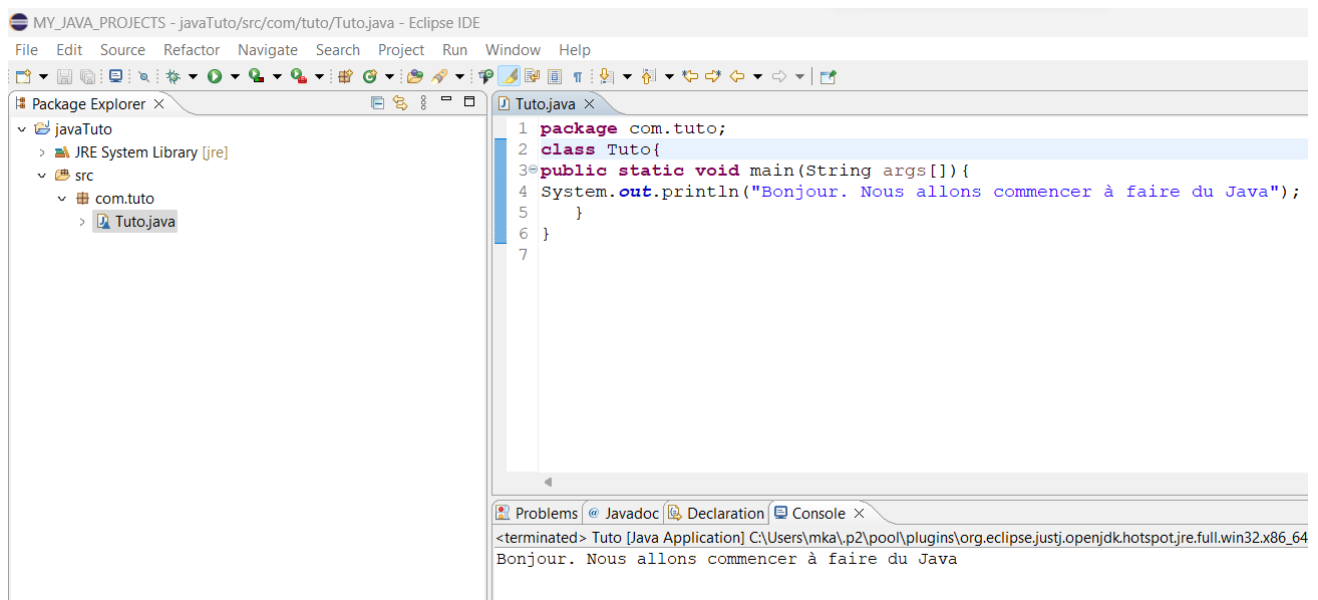 MY_JAVA_PROJECTS - javaTuto/src/com/tuto/Tuto.java - Eclipse IDE
File Edit Source Refactor Navigate Search Project Run Window Help
Package Explorer
javaTuto
JRE System Library [jre]
src
com.tuto
Tuto.java
Tuto.java
1 package com.tuto;
2 class Tuto{
3 public static void main(String args[]){
4 System.out.println("Bonjour. Nous allons commencer à faire du Java");
5 }
6 }
7
Problems @ Javadoc Declaration Console
<terminated> Tuto [Java Application] C:\Users\mka\.p2\pool\plugins\org.eclipse.justj.openjdk.hotspot.jre.full.win32.x86_64
Bonjour. Nous allons commencer à faire du Java